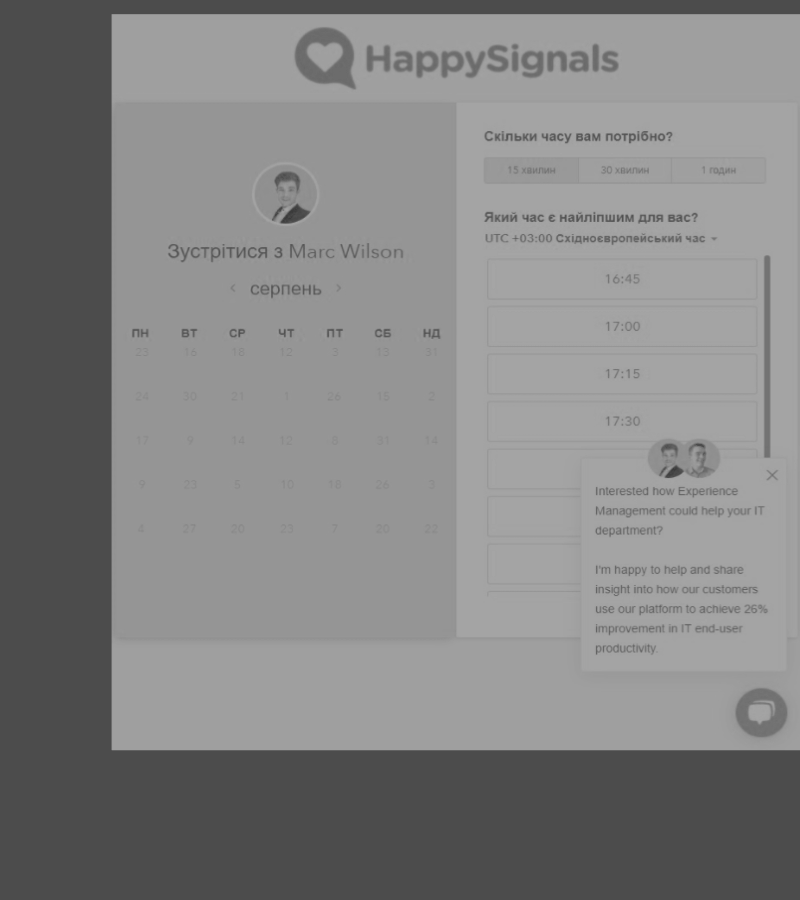 HappySignals
Зустрітися з Marc Wilson
серпень
ПН ВТ СР ЧТ ПТ СБ НД
23 16 18 12 3 13 31
24 30 21 1 26 15 2
17 9 14 12 8 31 14
9 23 5 10 18 26 3
4 27 20 23 7 20 22
Скільки часу вам потрібно?
15 хвилин 30 хвилин 1 годин
Який час є найліпшим для вас?
UTC +03:00 Східноєвропейський час
16:45
17:00
17:15
17:30
Interested how Experience
Management could help your IT
department?
I'm happy to help and share
insight into how our customers
use our platform to achieve 26%
improvement in IT end-user
productivity.